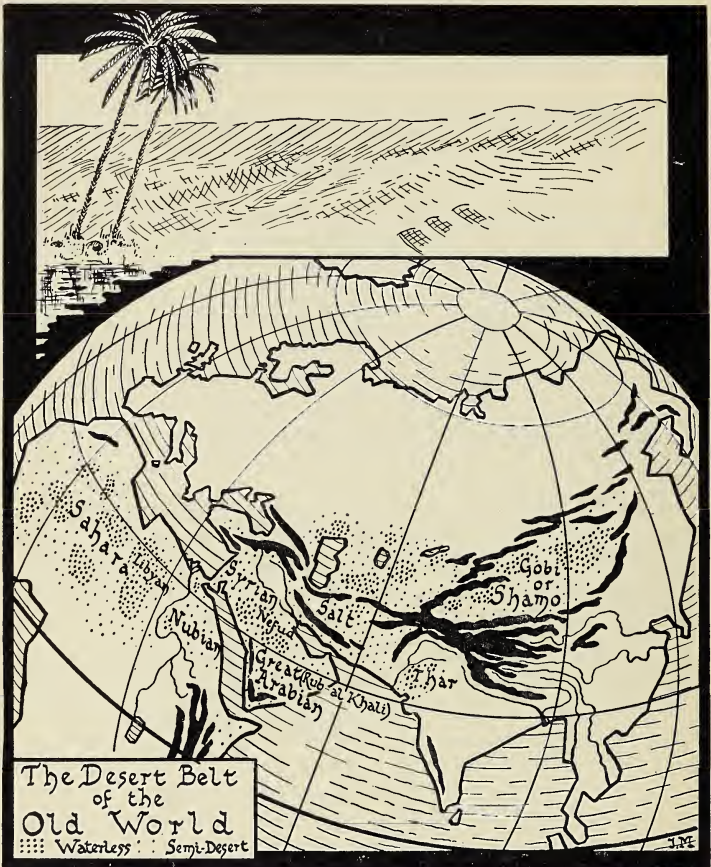 Sahara
Libyan
Nubian
Syrian
Nefud
Great (Rub' al Khali)
Arabian
Salt
Gobi
or
Shamo
Thar
The Desert Belt
of the
Old World
Waterless Semi-Desert
J.M.